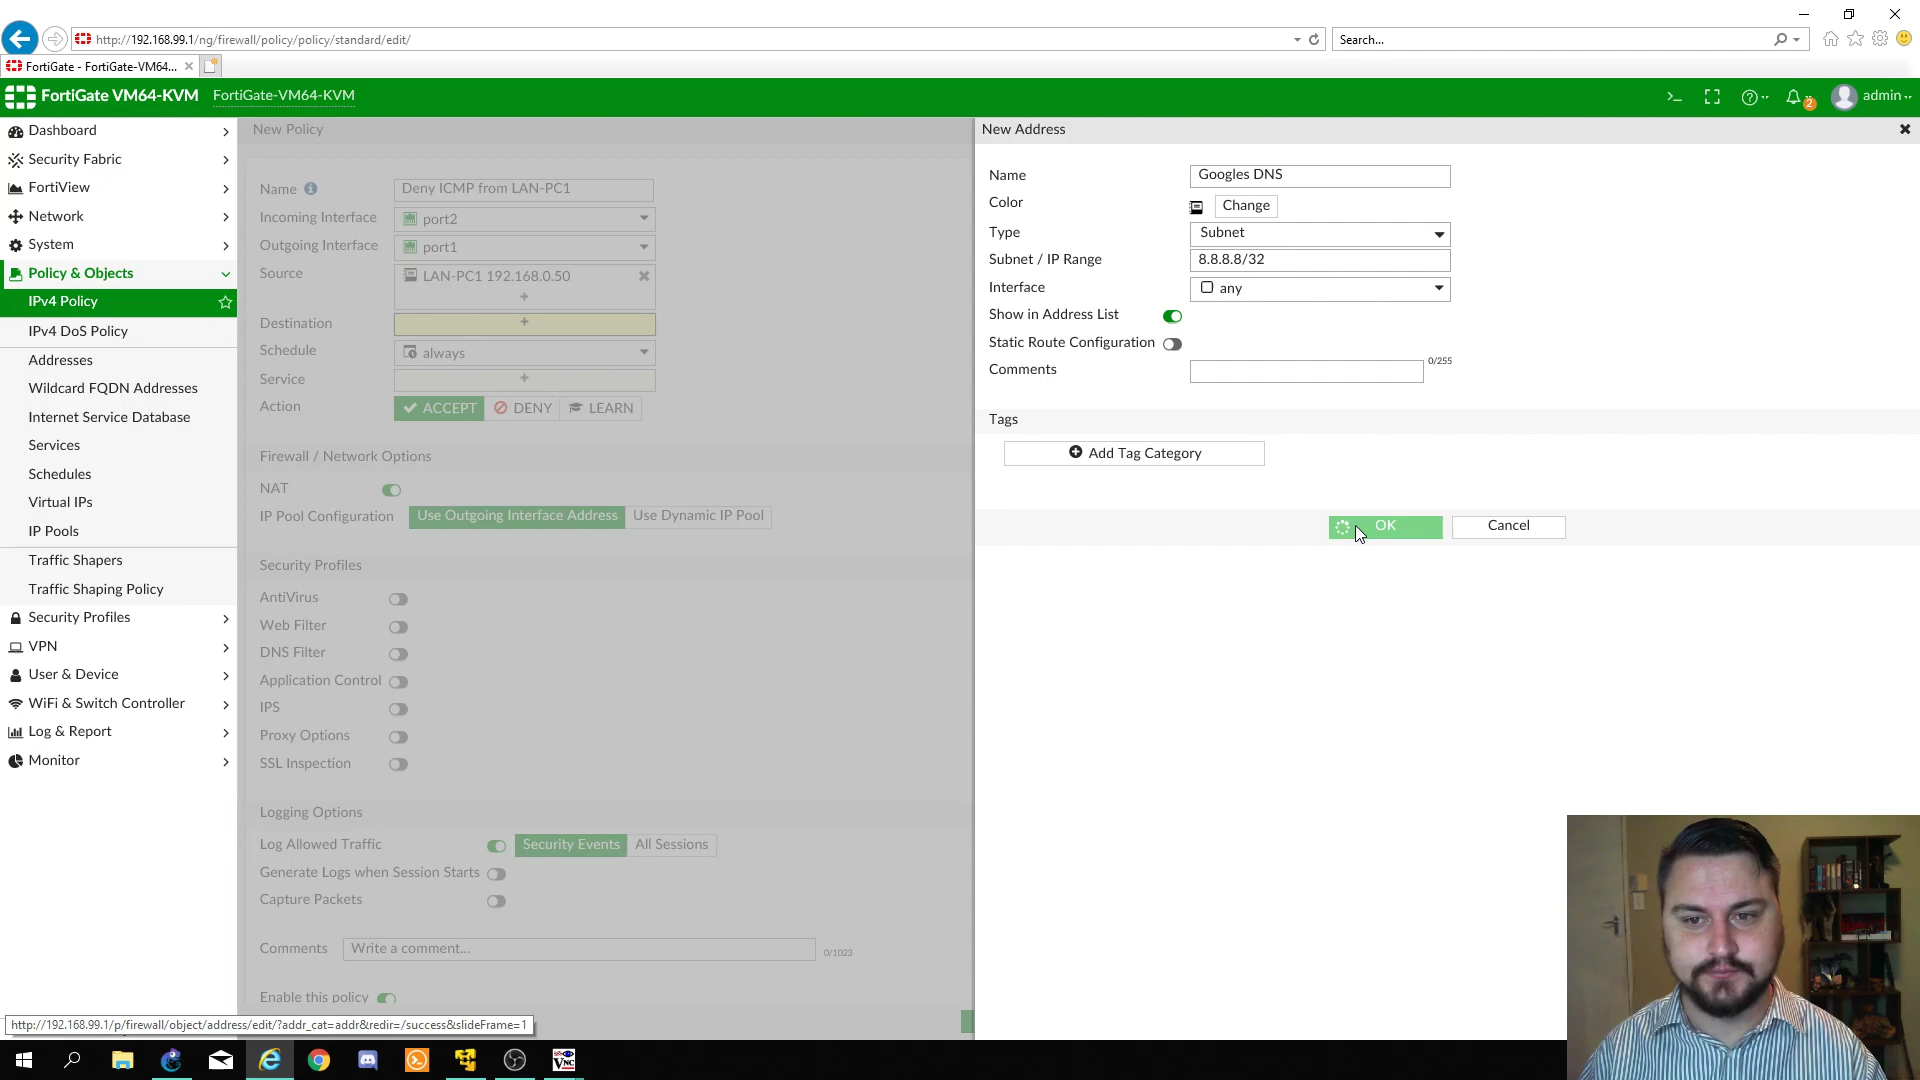 http://192.168.99.1/ng/firewall/policy/policy/standard/edit/
Search...
FortiGate - FortiGate-VM64...
FortiGate VM64-KVM
FortiGate-VM64-KVM
2
admin
Dashboard
Security Fabric
FortiView
Network
System
Policy & Objects
IPv4 Policy
IPv4 DoS Policy
Addresses
Wildcard FQDN Addresses
Internet Service Database
Services
Schedules
Virtual IPs
IP Pools
Traffic Shapers
Traffic Shaping Policy
Security Profiles
VPN
User & Device
WiFi & Switch Controller
Log & Report
Monitor
New Policy
Name Deny ICMP from LAN-PC1
Incoming Interface port2
Outgoing Interface port1
Source LAN-PC1 192.168.0.50
+
Destination +
Schedule always
Service +
Action ACCEPT DENY LEARN
Firewall / Network Options
NAT
IP Pool Configuration Use Outgoing Interface Address Use Dynamic IP Pool
Security Profiles
AntiVirus
Web Filter
DNS Filter
Application Control
IPS
Proxy Options
SSL Inspection
Logging Options
Log Allowed Traffic Security Events All Sessions
Generate Logs when Session Starts
Capture Packets
Comments Write a comment... 0/1023
Enable this policy
New Address
Name Googles DNS
Color Change
Type Subnet
Subnet / IP Range 8.8.8.8/32
Interface any
Show in Address List
Static Route Configuration
Comments 0/255
Tags
Add Tag Category
OK Cancel
http://192.168.99.1/p/firewall/object/address/edit/?addr_cat=addr&redir=/success&slideFrame=1
VNC